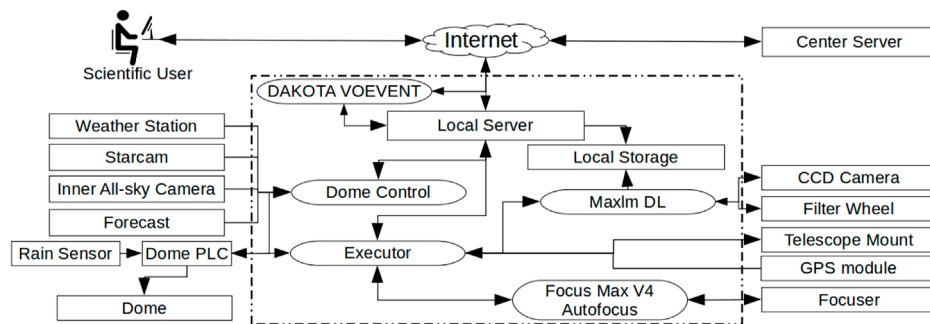 Internet
Center Server
Scientific User
DAKOTA VOEVENT
Weather Station
Local Server
Starcam
Local Storage
Inner All-sky Camera
Dome Control
CCD Camera
MaxIm DL
Filter Wheel
Forecast
Telescope Mount
Rain Sensor
Dome PLC
Executor
GPS module
Focus Max V4
Autofocus
Focuser
Dome